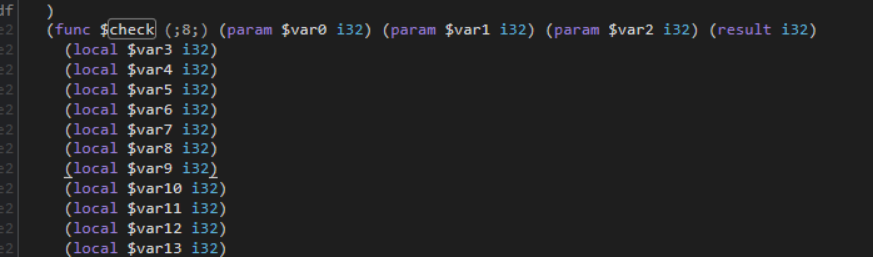 df )
(func $check (;8;) (param $var0 i32) (param $var1 i32) (param $var2 i32) (result i32)
e2 (local $var3 i32)
e2 (local $var4 i32)
e2 (local $var5 i32)
e2 (local $var6 i32)
e2 (local $var7 i32)
e2 (local $var8 i32)
e2 (local $var9 i32)
e2 (local $var10 i32)
e2 (local $var11 i32)
e2 (local $var12 i32)
e2 (local $var13 i32)